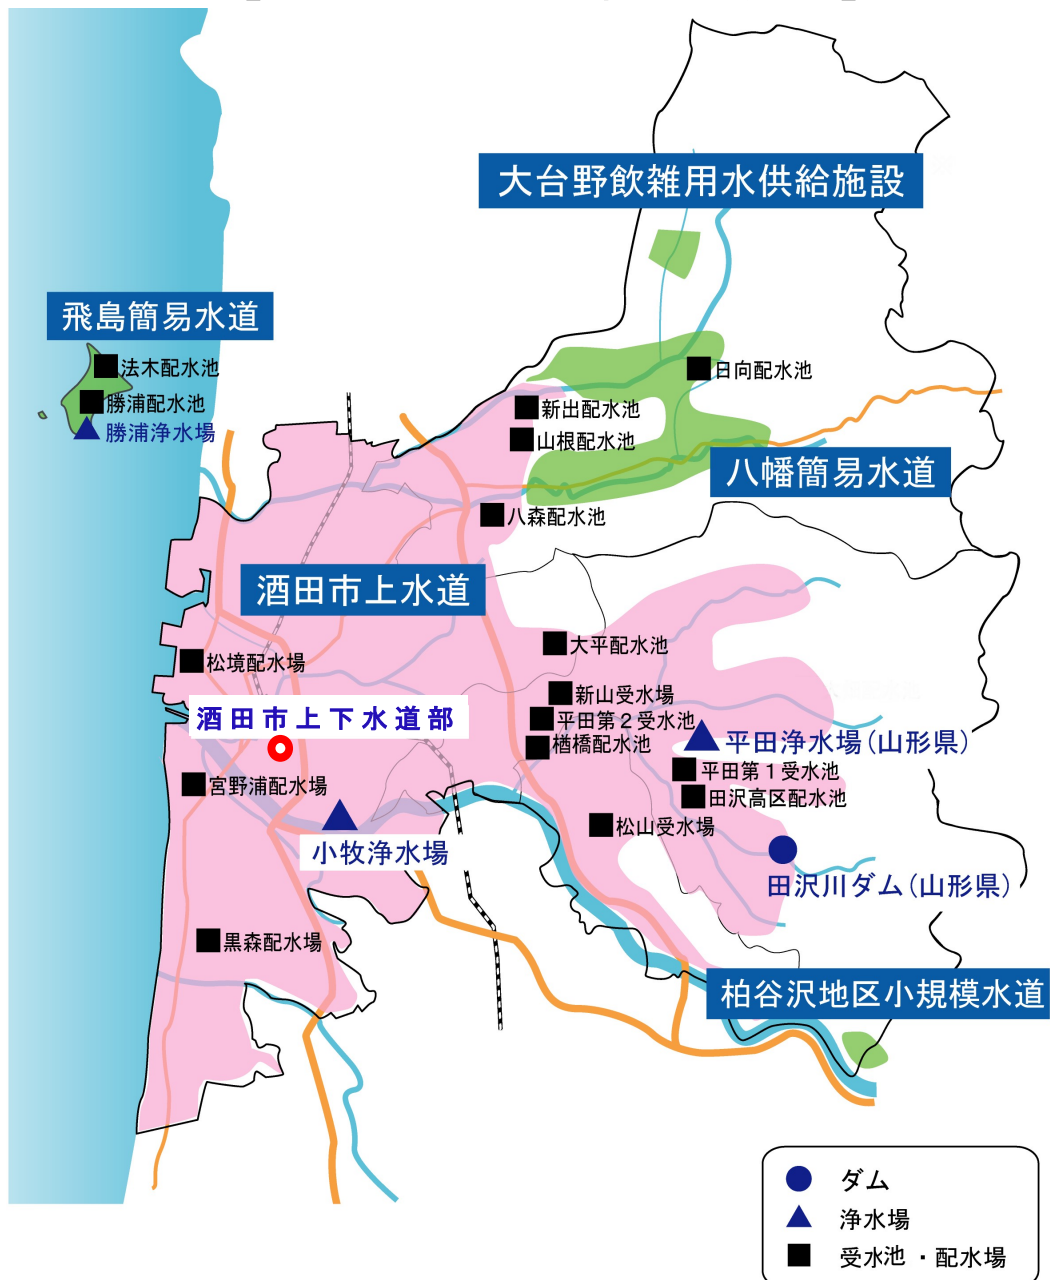 大台野飲雑用水供給施設
飛島簡易水道
法木配水池
勝浦配水池
勝浦浄水場
日向配水池
新出配水池
山根配水池
八幡簡易水道
八森配水池
酒田市上水道
大平配水池
松境配水場
新山受水場
酒田市上下水道部
平田第２受水池
楢橋配水池
平田浄水場(山形県)
平田第１受水池
宮野浦配水場
田沢高区配水池
松山受水場
小牧浄水場
田沢川ダム(山形県)
黒森配水場
柏谷沢地区小規模水道
ダム
浄水場
受水池・配水場